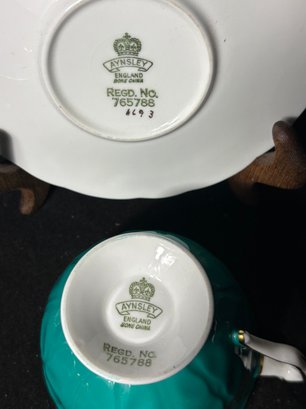 AYNSLEY
ENGLAND
BONE CHINA
REGD. NO.
765788
AYNSLEY
ENGLAND
BONE CHINA
REGD. NO.
765788